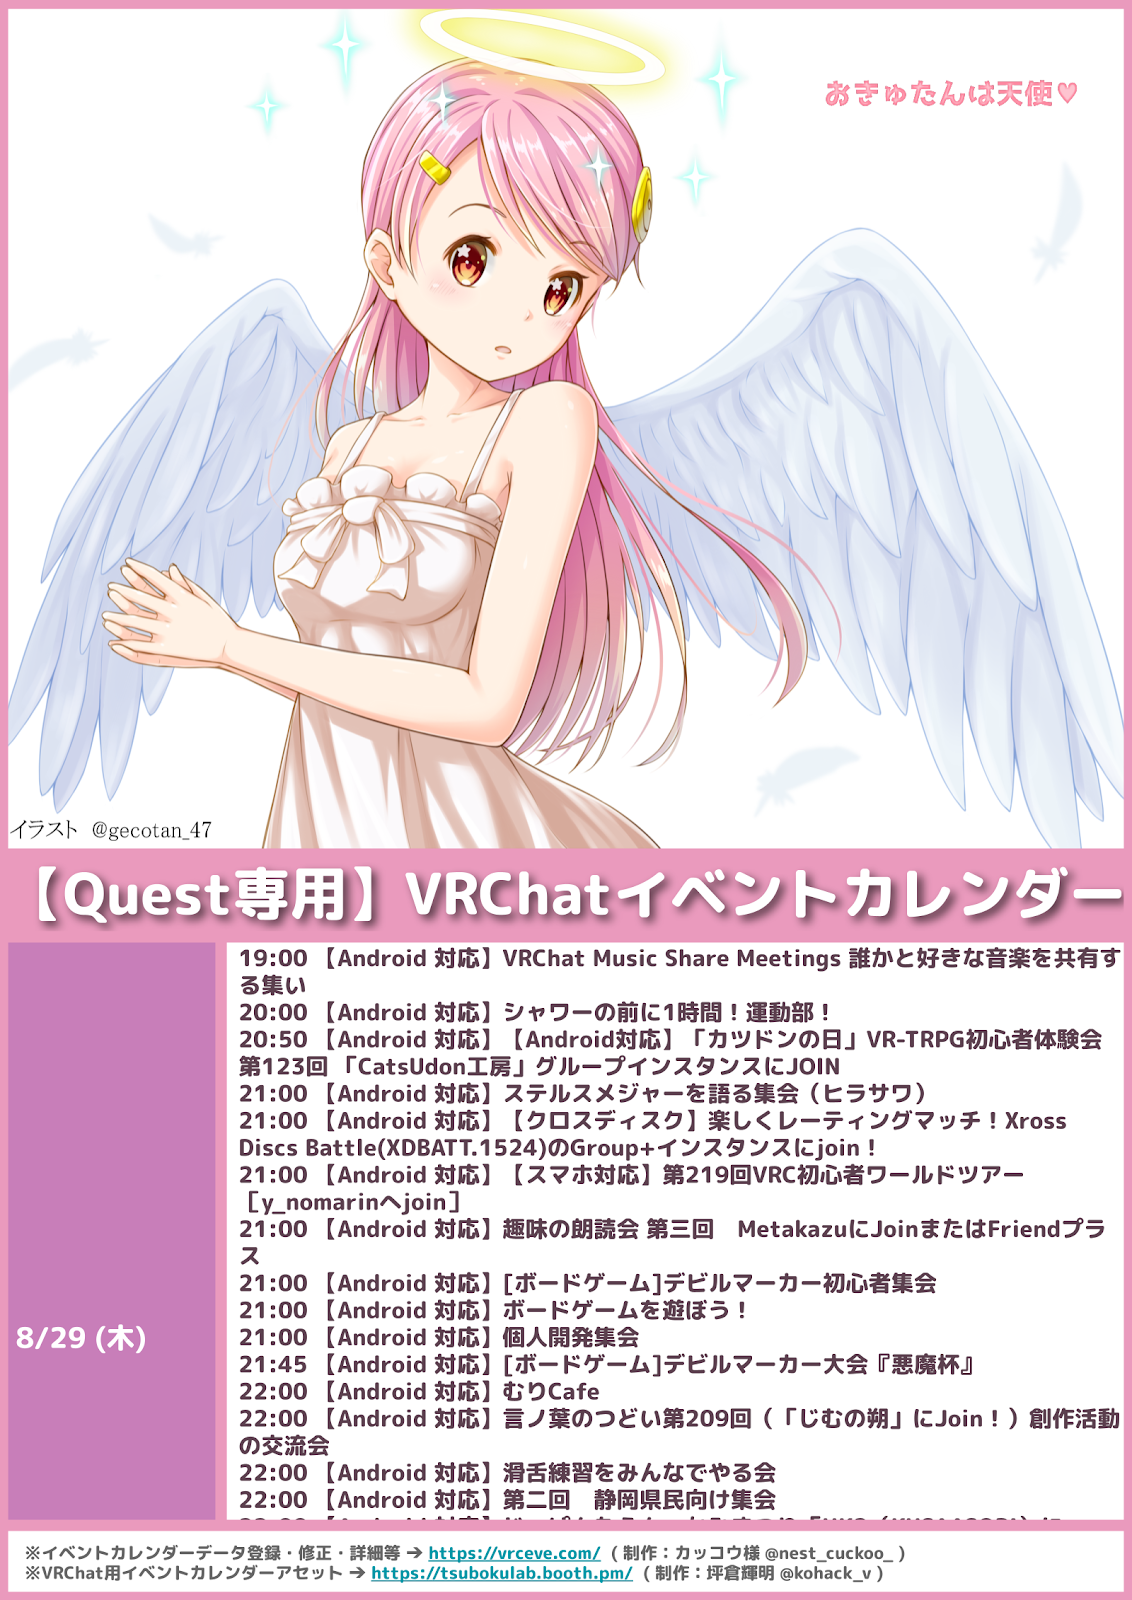 おきゅたんは天使♥
イラスト @gecotan_47
【Quest専用】VRChatイベントカレンダー
8/29 (木)
19:00 【Android 対応】VRChat Music Share Meetings 誰かと好きな音楽を共有す
る集い
20:00 【Android 対応】シャワーの前に1時間！運動部！
20:50 【Android 対応】【Android対応】「カツドンの日」VR-TRPG初心者体験会
第123回 「CatsUdon工房」グループインスタンスにJOIN
21:00 【Android 対応】ステルスメジャーを語る集会（ヒラサワ）
21:00 【Android 対応】【クロスディスク】楽しくレーティングマッチ！Xross
Discs Battle(XDBATT.1524)のGroup+インスタンスにjoin！
21:00 【Android 対応】【スマホ対応】第219回VRC初心者ワールドツアー
［y_nomarinへjoin］
21:00 【Android 対応】趣味の朗読会 第三回　MetakazuにJoinまたはFriendプラ
ス
21:00 【Android 対応】[ボードゲーム]デビルマーカー初心者集会
21:00 【Android 対応】ボードゲームを遊ぼう！
21:00 【Android 対応】個人開発集会
21:45 【Android 対応】[ボードゲーム]デビルマーカー大会『悪魔杯』
22:00 【Android 対応】むりCafe
22:00 【Android 対応】言ノ葉のつどい第209回（「じむの朔」にJoin！）創作活動
の交流会
22:00 【Android 対応】滑舌練習をみんなでやる会
22:00 【Android 対応】第二回　静岡県民向け集会
※イベントカレンダーデータ登録・修正・詳細等 → https://vrceve.com/ （制作：カッコウ様 @nest_cuckoo_ ）
※VRChat用イベントカレンダーアセット → https://tsubokulab.booth.pm/ （制作：坪倉輝明 @kohack_v ）